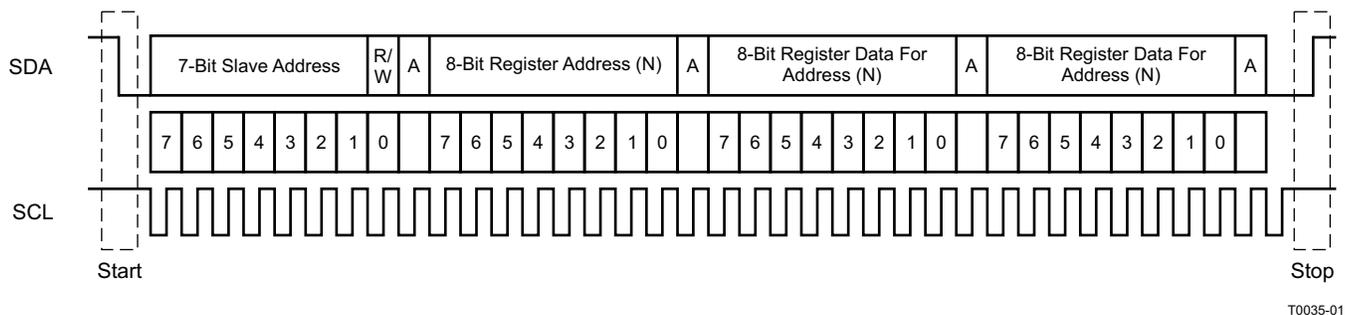 SDA
7-Bit Slave Address
R/
W
A
8-Bit Register Address (N)
A
8-Bit Register Data For
Address (N)
A
8-Bit Register Data For
Address (N)
A
7 6 5 4 3 2 1 0 7 6 5 4 3 2 1 0 7 6 5 4 3 2 1 0 7 6 5 4 3 2 1 0
SCL
Start
Stop
T0035-01